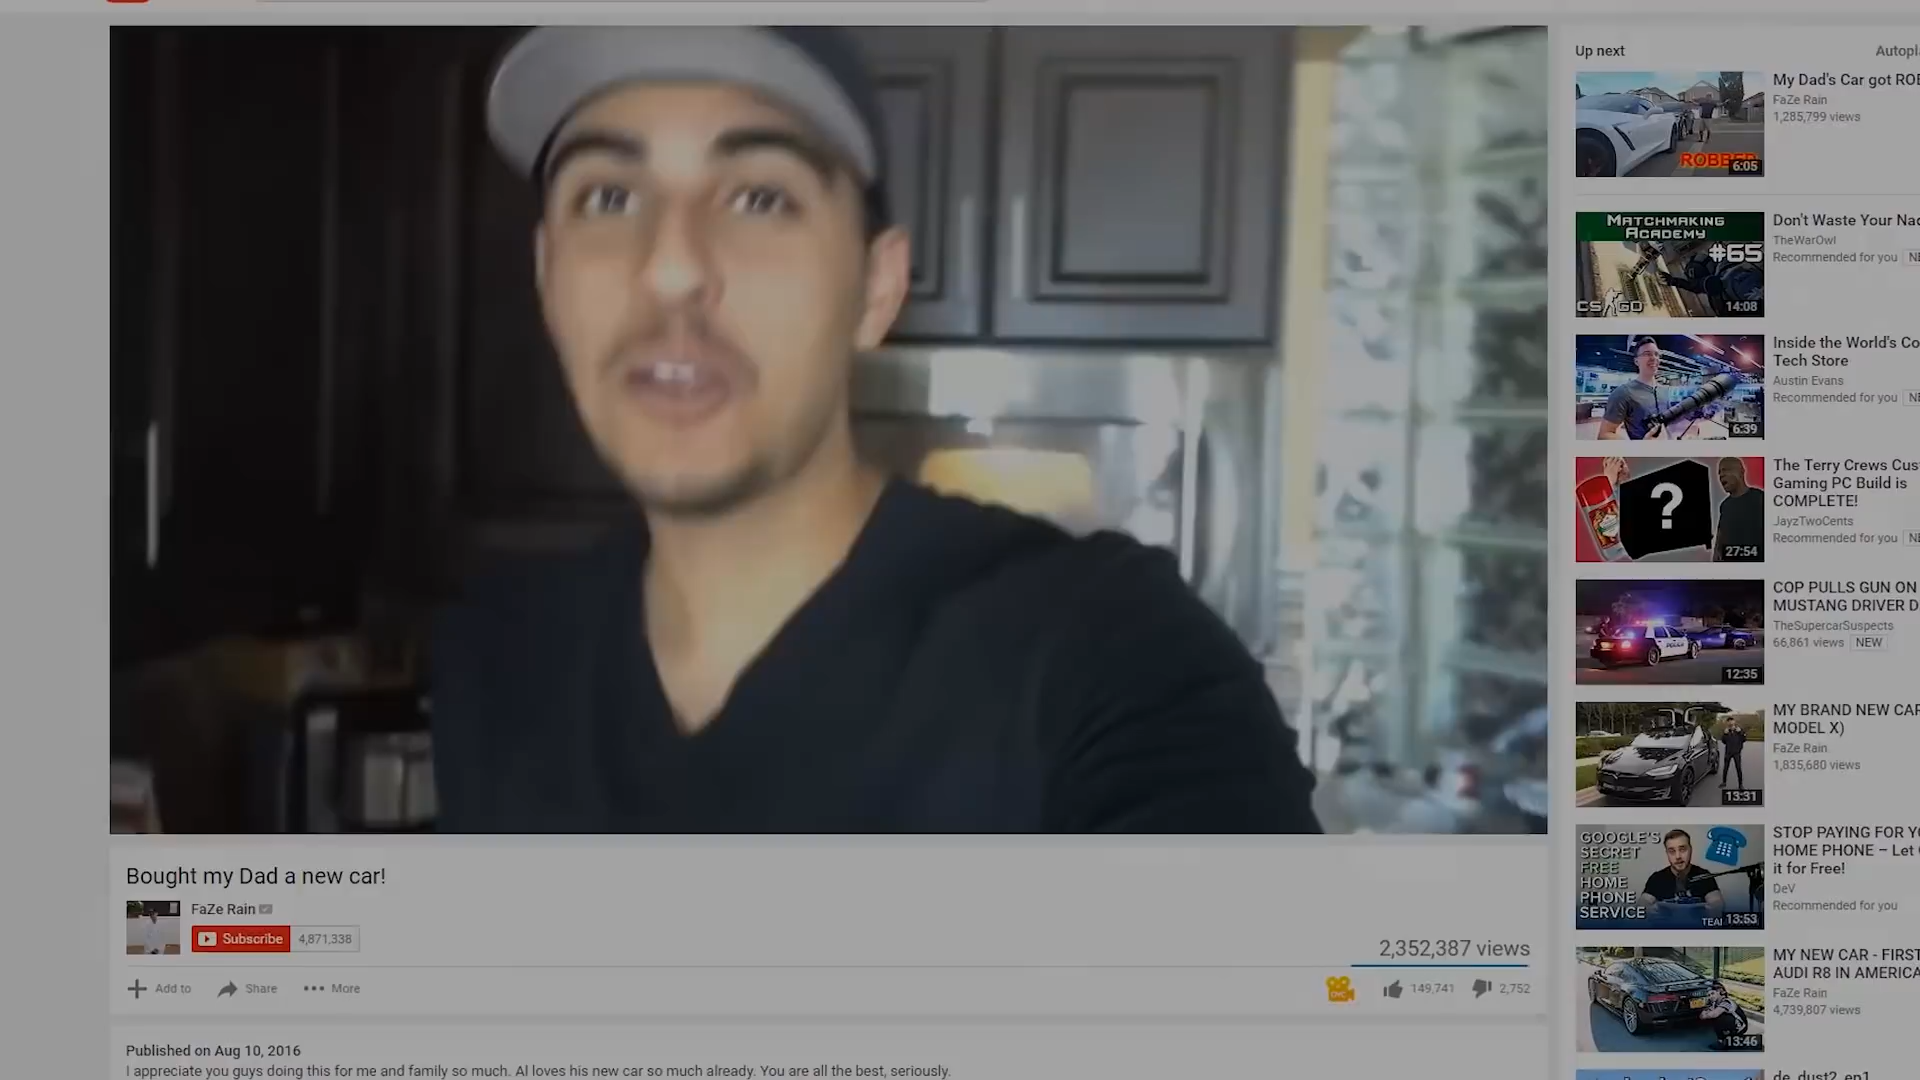 Bought my Dad a new car!
FaZe Rain
Subscribe 4,871,338
2,352,387 views
Add to Share More
149,741 2,752
Published on Aug 10, 2016
I appreciate you guys doing this for me and family so much. Al loves his new car so much already. You are all the best, seriously.
Up next
My Dad's Car got
FaZe Rain
1,285,799 views
ROBBED
6:05
MATCHMAKING
ACADEMY
#65
CS GO
14:08
Don't Waste Your
TheWarOwl
Recommended for you
Inside the World's
Tech Store
Austin Evans
Recommended for you
6:39
The Terry Crews
Gaming PC Build is
COMPLETE!
JayzTwoCents
Recommended for you
?
27:54
COP PULLS GUN ON
MUSTANG DRIVER
TheSupercarSuspects
66,861 views NEW
POLICE
12:35
MY BRAND NEW CAR
MODEL X)
FaZe Rain
1,835,680 views
13:31
GOOGLE'S
SECRET
FREE
HOME
PHONE
SERVICE
13:53
STOP PAYING FOR
HOME PHONE – Let
it for Free!
DeV
Recommended for you
MY NEW CAR - FIRST
AUDI R8 IN AMERICA
FaZe Rain
4,739,807 views
13:46
de_dust2_ep1